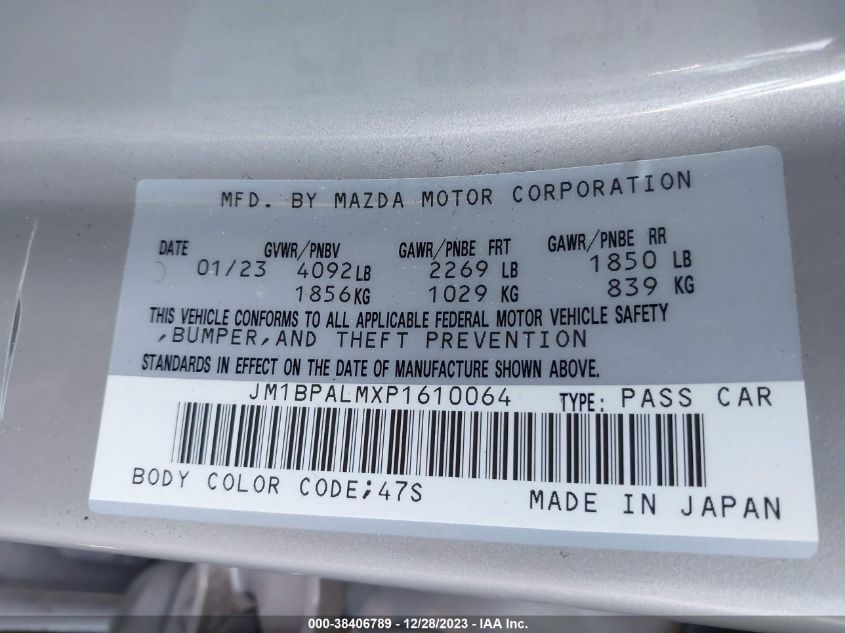 MFD. BY MAZDA MOTOR CORPORATION
DATE GVWR/PNBV GAWR/PNBE FRT GAWR/PNBE RR
01/23 4092LB 2269 LB 1850 LB
1856KG 1029 KG 839 KG
THIS VEHICLE CONFORMS TO ALL APPLICABLE FEDERAL MOTOR VEHICLE SAFETY
,BUMPER,AND THEFT PREVENTION
STANDARDS IN EFFECT ON THE DATE OF MANUFACTURE SHOWN ABOVE.
JM1BPALMXP1610064 TYPE: PASS CAR
BODY COLOR CODE;47S MADE IN JAPAN
000-38406789 - 12/28/2023 - IAA Inc.